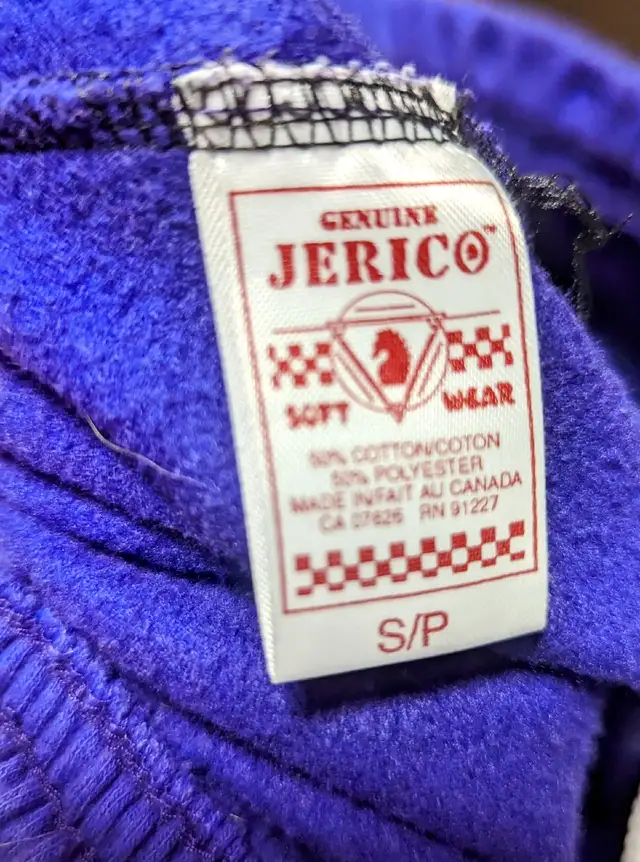 GENUINE
JERICO™
SOFT WEAR
50% COTTON/COTON
50% POLYESTER
MADE IN/FAIT AU CANADA
CA 07626 RN 91227
S/P